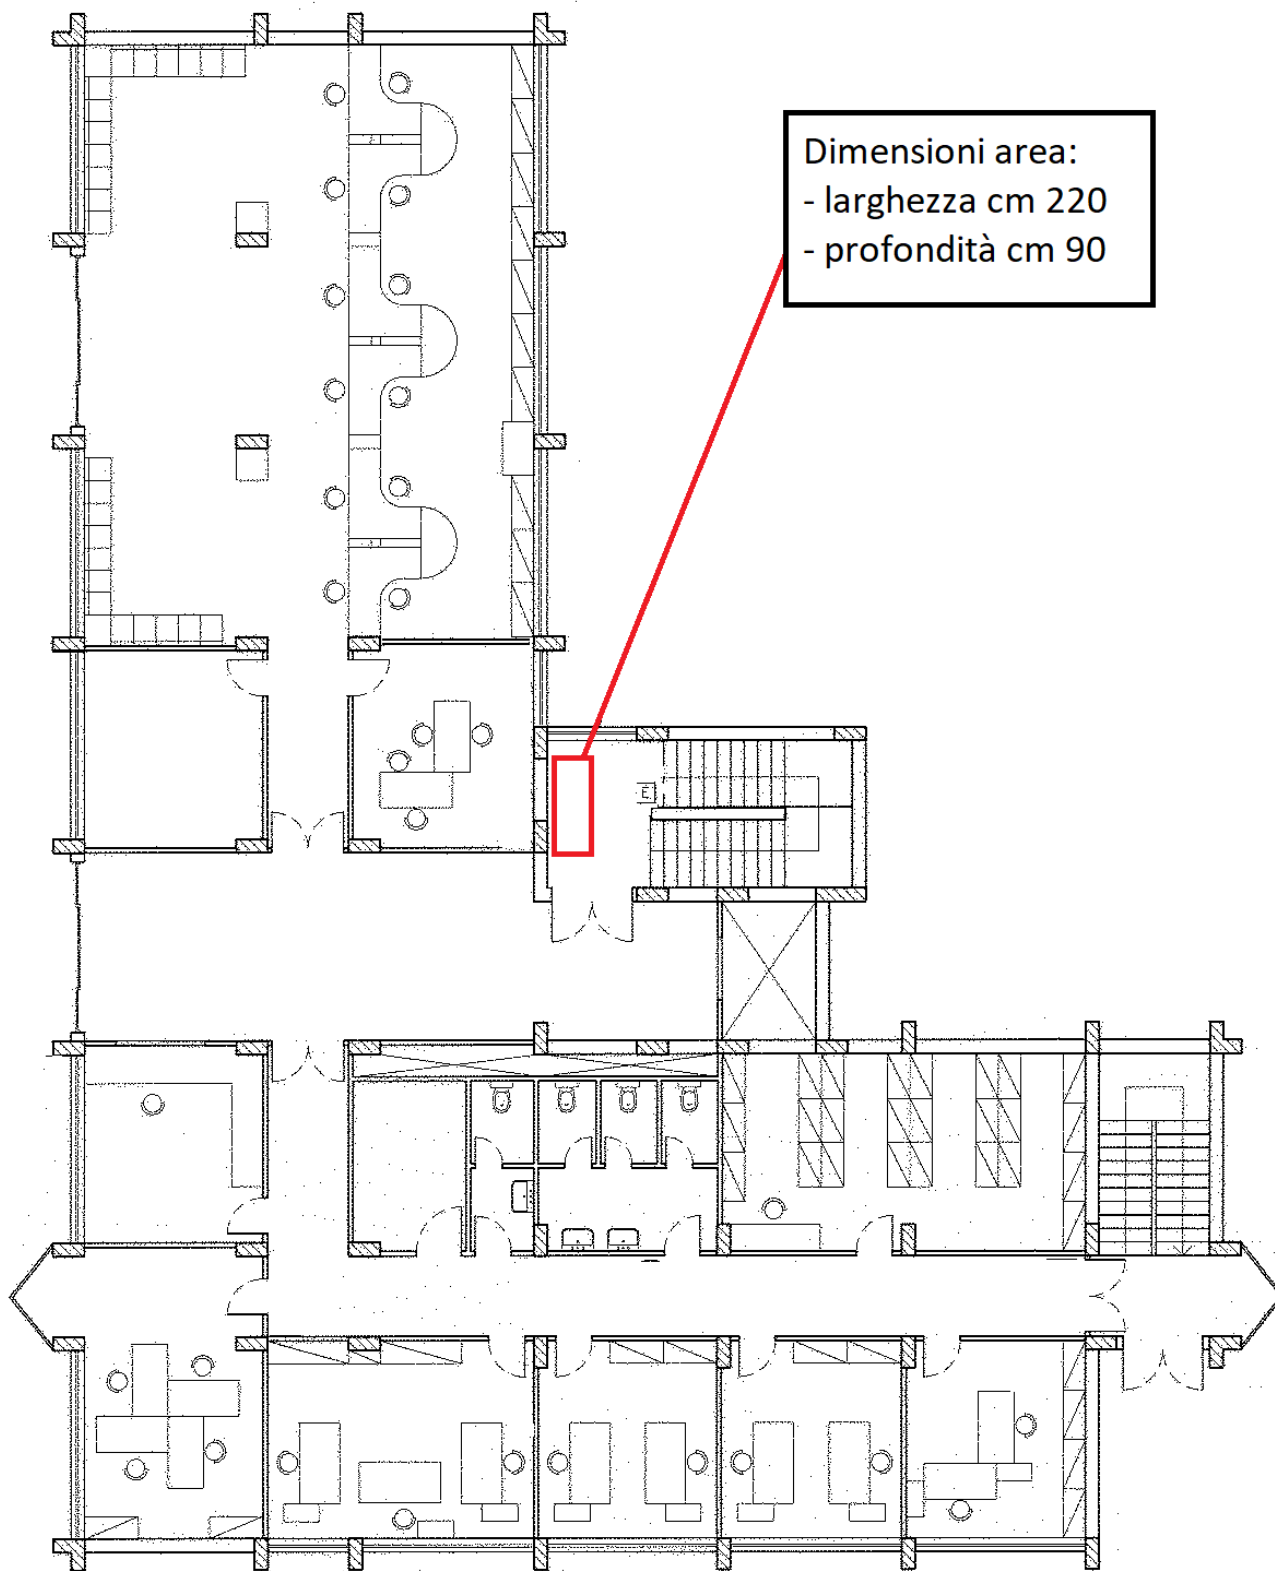 Dimensioni area:
- larghezza cm 220
- profondità cm 90
E